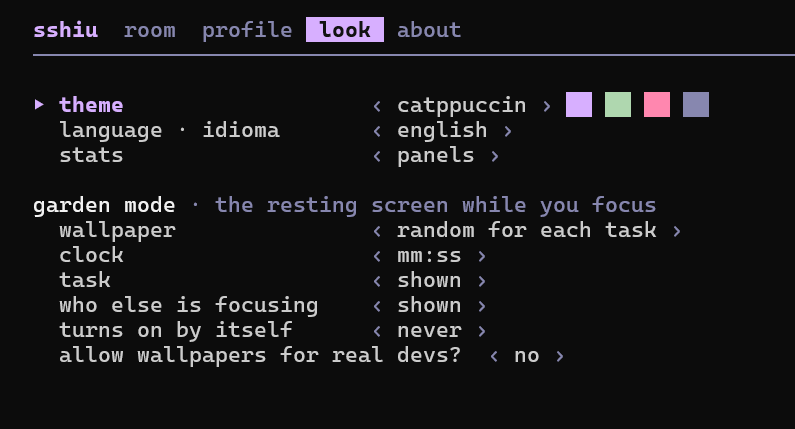 sshiu room profile look about
▶ theme ‹ catppuccin ›
language · idioma ‹ english ›
stats ‹ panels ›
garden mode · the resting screen while you focus
wallpaper ‹ random for each task ›
clock ‹ mm:ss ›
task ‹ shown ›
who else is focusing ‹ shown ›
turns on by itself ‹ never ›
allow wallpapers for real devs? ‹ no ›